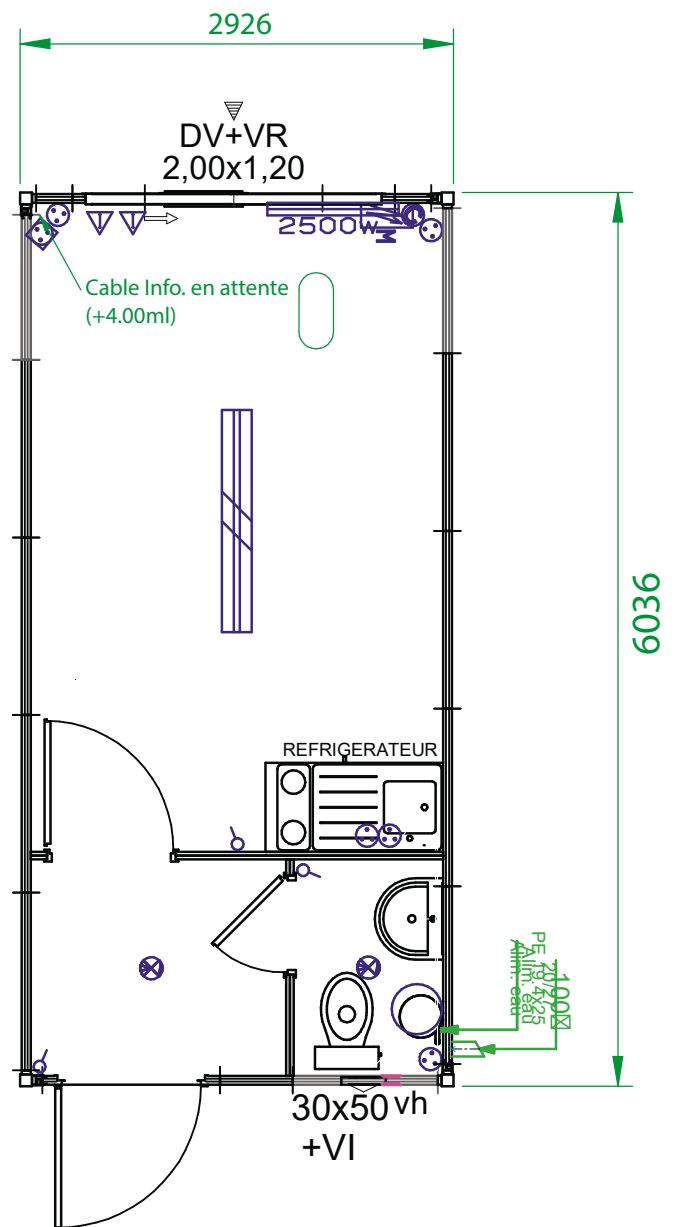 2926
DV+VR
2,00x1,20
2500W
M
Cable Info. en attente
(+4.00ml)
6036
REFRIGERATEUR
Alim. eau
100
30x50 vh
+VI